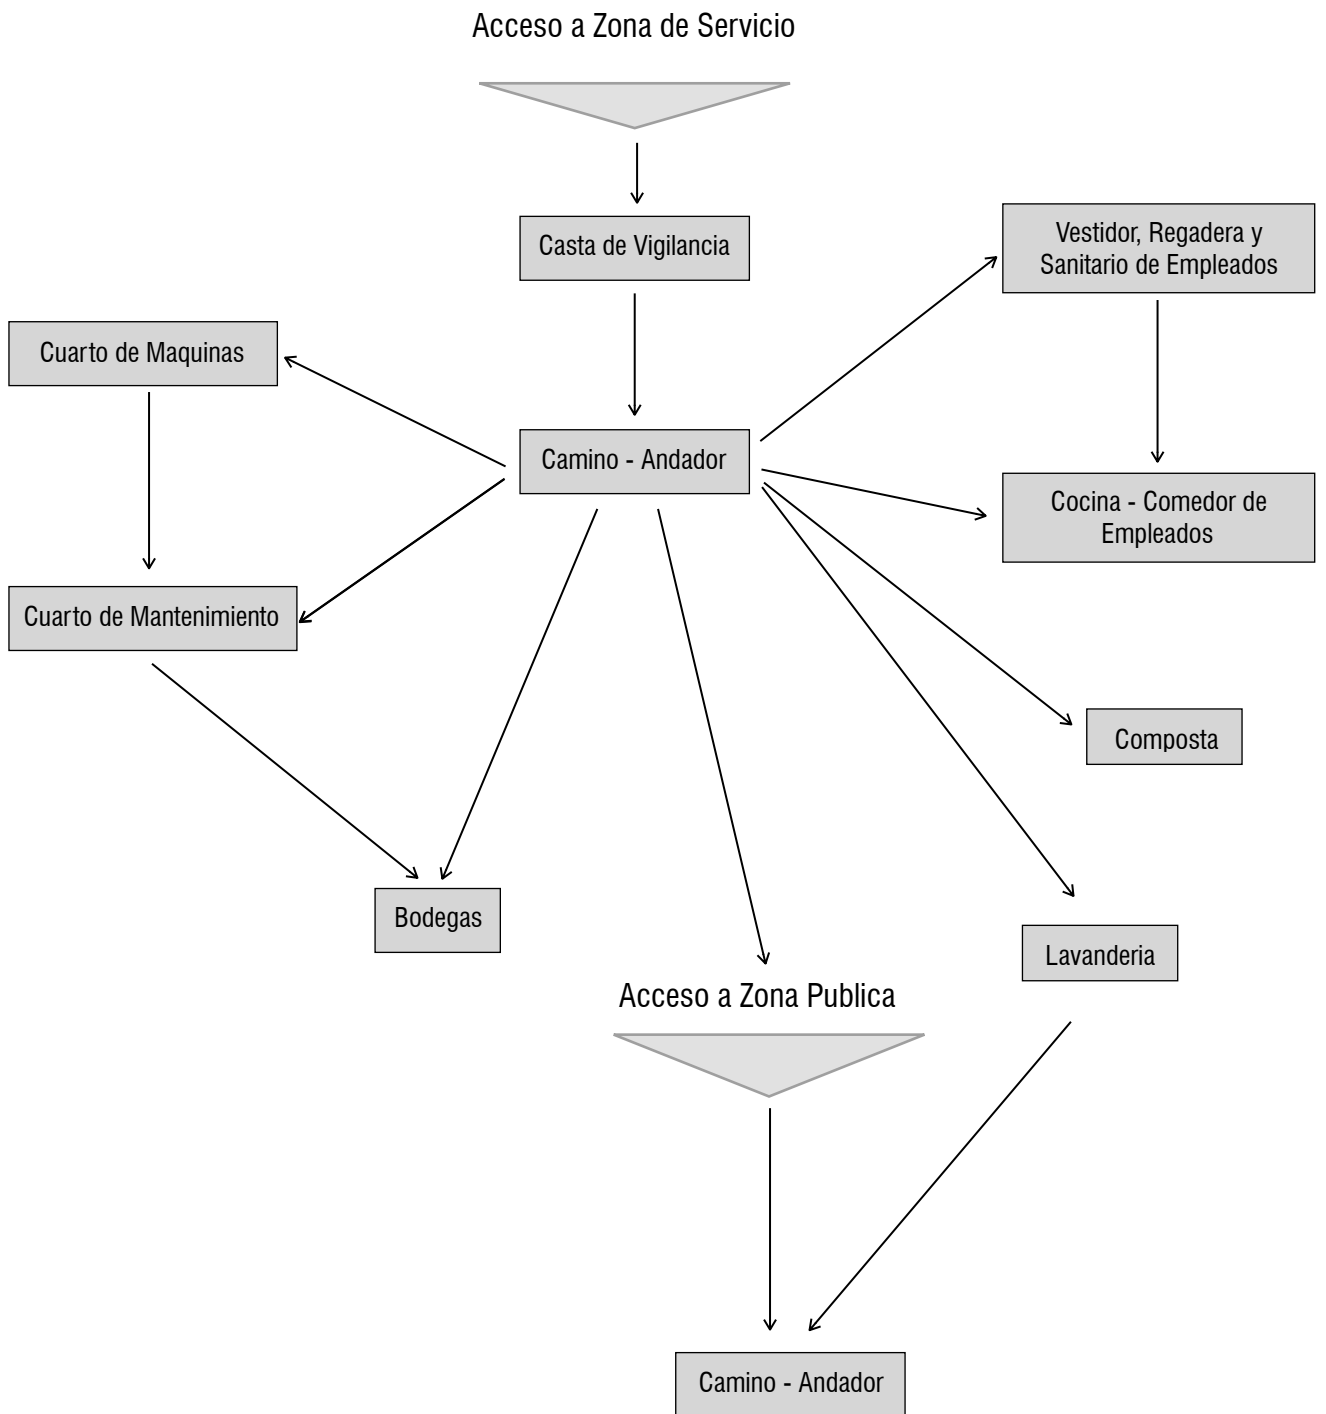 Acceso a Zona de Servicio
Casta de Vigilancia
Vestidor, Regadera y
Sanitario de Empleados
Cuarto de Maquinas
Camino - Andador
Cocina - Comedor de
Empleados
Cuarto de Mantenimiento
Composta
Bodegas
Lavanderia
Acceso a Zona Publica
Camino - Andador